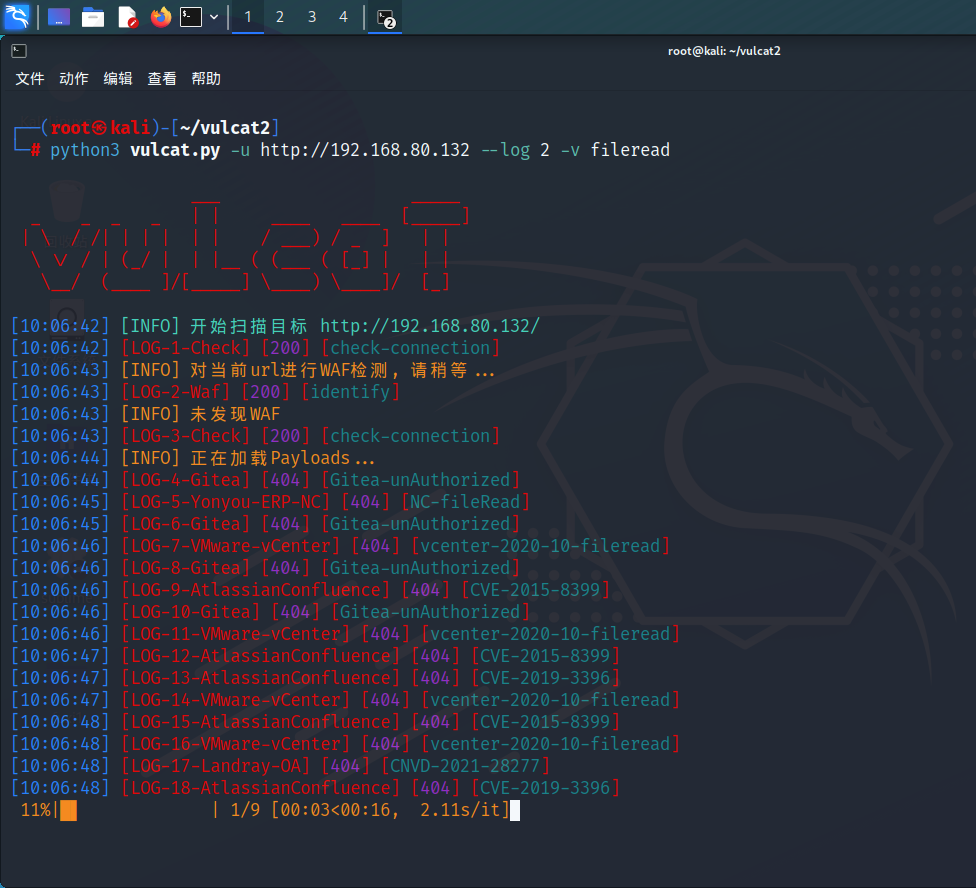 1 2 3 4 2
root@kali: ~/vulcat2
文件 动作 编辑 查看 帮助
┌──(root㉿kali)-[~/vulcat2]
└─# python3 vulcat.py -u http://192.168.80.132 --log 2 -v fileread
vulcaT
[10:06:42] [INFO] 开始扫描目标 http://192.168.80.132/
[10:06:42] [LOG-1-Check] [200] [check-connection]
[10:06:43] [INFO] 对当前url进行WAF检测, 请稍等...
[10:06:43] [LOG-2-Waf] [200] [identify]
[10:06:43] [INFO] 未发现WAF
[10:06:43] [LOG-3-Check] [200] [check-connection]
[10:06:44] [INFO] 正在加载Payloads...
[10:06:44] [LOG-4-Gitea] [404] [Gitea-unAuthorized]
[10:06:45] [LOG-5-Yonyou-ERP-NC] [404] [NC-fileRead]
[10:06:45] [LOG-6-Gitea] [404] [Gitea-unAuthorized]
[10:06:46] [LOG-7-VMware-vCenter] [404] [vcenter-2020-10-fileread]
[10:06:46] [LOG-8-Gitea] [404] [Gitea-unAuthorized]
[10:06:46] [LOG-9-AtlassianConfluence] [404] [CVE-2015-8399]
[10:06:46] [LOG-10-Gitea] [404] [Gitea-unAuthorized]
[10:06:46] [LOG-11-VMware-vCenter] [404] [vcenter-2020-10-fileread]
[10:06:47] [LOG-12-AtlassianConfluence] [404] [CVE-2015-8399]
[10:06:47] [LOG-13-AtlassianConfluence] [404] [CVE-2019-3396]
[10:06:47] [LOG-14-VMware-vCenter] [404] [vcenter-2020-10-fileread]
[10:06:48] [LOG-15-AtlassianConfluence] [404] [CVE-2015-8399]
[10:06:48] [LOG-16-VMware-vCenter] [404] [vcenter-2020-10-fileread]
[10:06:48] [LOG-17-Landray-OA] [404] [CNVD-2021-28277]
[10:06:48] [LOG-18-AtlassianConfluence] [404] [CVE-2019-3396]
11%|█▌ | 1/9 [00:03<00:16, 2.11s/it]